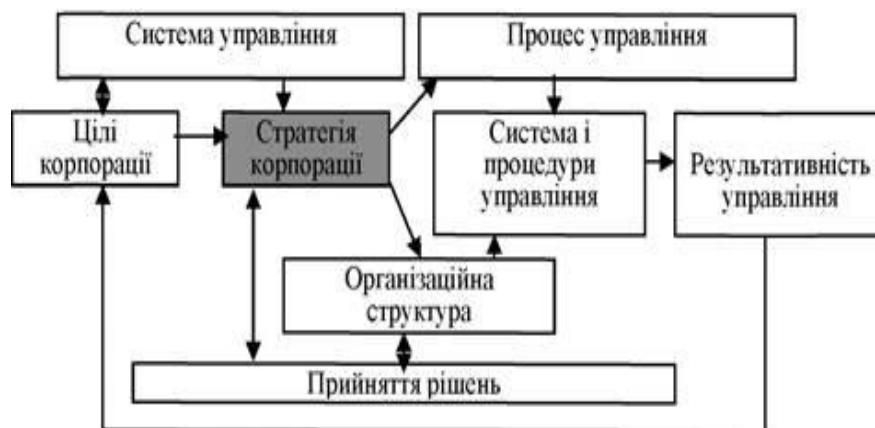 Система управління
Процес управління
Цілі
корпорації
Стратегія
корпорації
Система і
процедури
управління
Результативність
управління
Організаційна
структура
Прийняття рішень